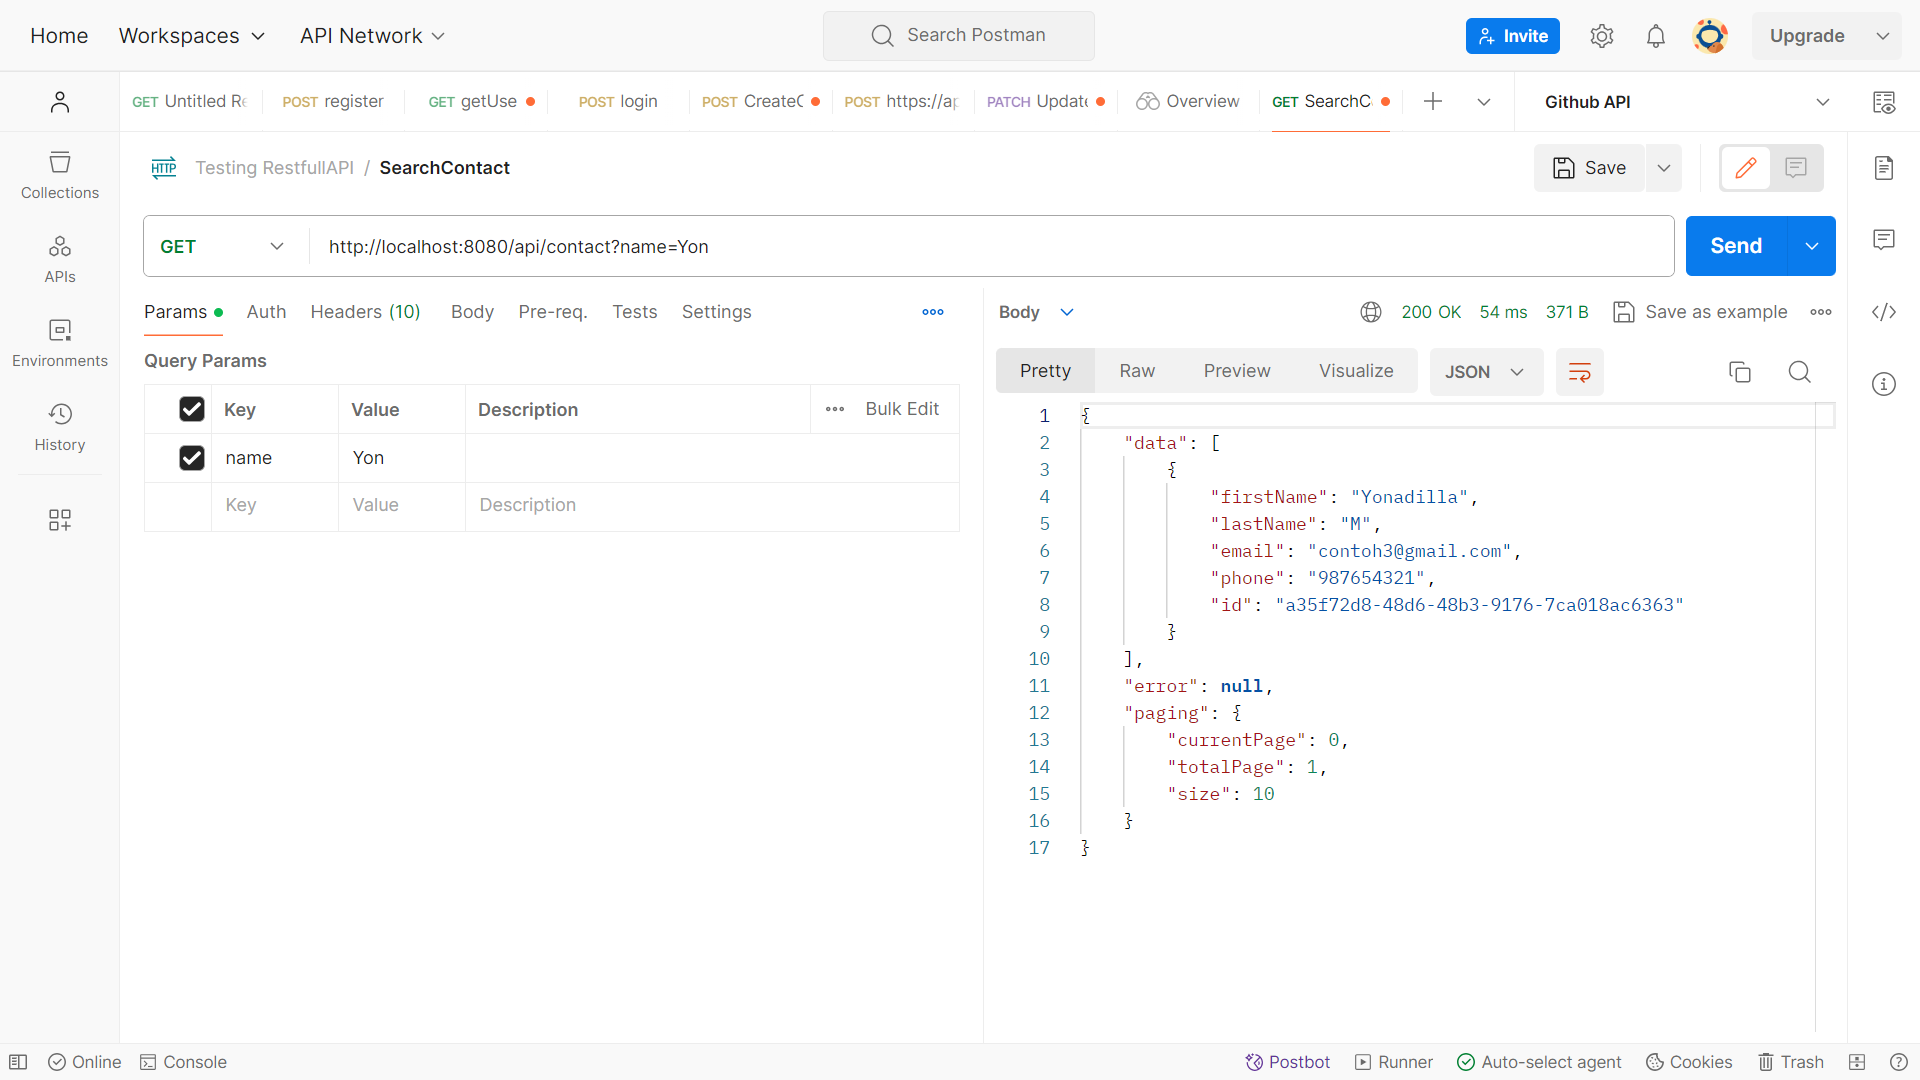 Home Workspaces API Network Search Postman Invite Upgrade
GET Untitled Re POST register GET getUse POST login POST CreateC POST https://ap PATCH Update Overview GET SearchC Github API
HTTP Testing RestfullAPI / SearchContact Save
Collections
GET http://localhost:8080/api/contact?name=Yon Send
APIs
Params Auth Headers (10) Body Pre-req. Tests Settings
Body 200 OK 54 ms 371 B Save as example
Environments
Query Params
Pretty Raw Preview Visualize JSON
Key Value Description Bulk Edit
name Yon
Key Value Description
History
1 {
2 "data": [
3 {
4 "firstName": "Yonadilla",
5 "lastName": "M",
6 "email": "contoh3@gmail.com",
7 "phone": "987654321",
8 "id": "a35f72d8-48d6-48b3-9176-7ca018ac6363"
9 }
10 ],
11 "error": null,
12 "paging": {
13 "currentPage": 0,
14 "totalPage": 1,
15 "size": 10
16 }
17 }
Online Console Postbot Runner Auto-select agent Cookies Trash